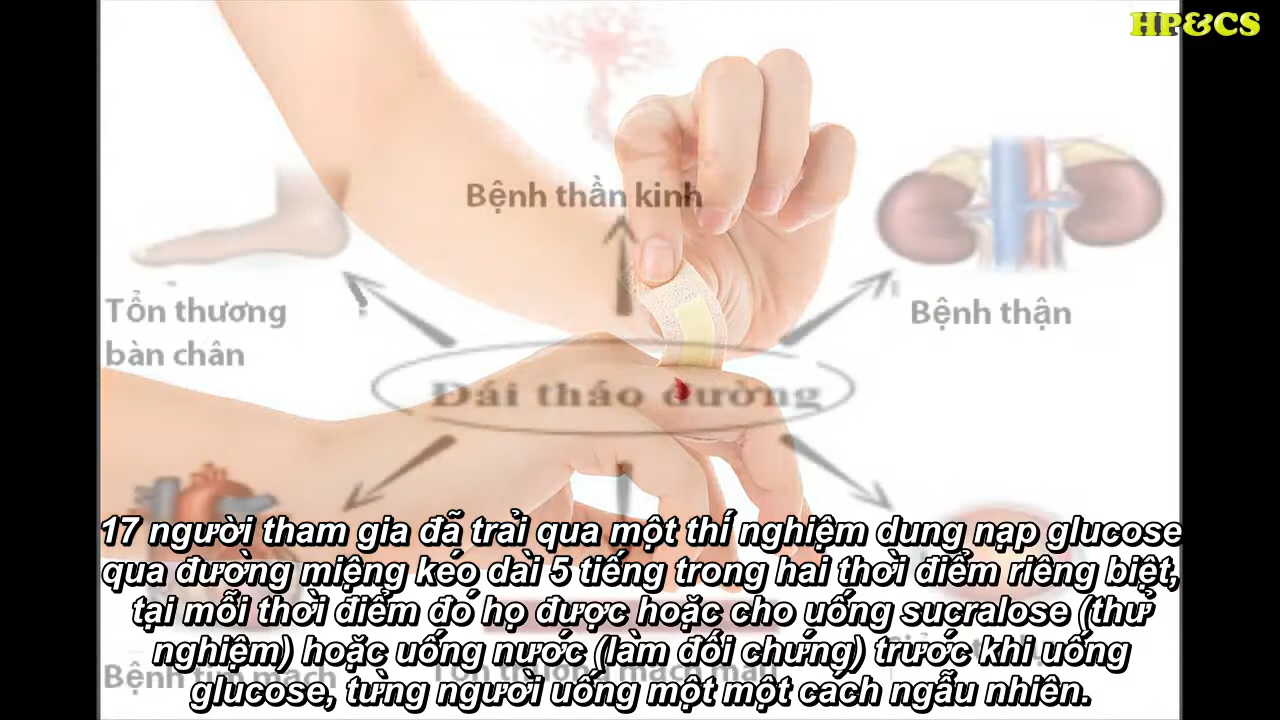 HP&CS
Bệnh thần kinh
Tổn thương
bàn chân
Bệnh thận
Đái tháo đường
17 người tham gia đã trải qua một thí nghiệm dung nạp glucose
qua đường miệng kéo dài 5 tiếng trong hai thời điểm riêng biệt,
tại mỗi thời điểm đó họ được hoặc cho uống sucralose (thử
nghiệm) hoặc uống nước (làm đối chứng) trước khi uống
glucose, từng người uống một một cách ngẫu nhiên.
Bệnh tim mạch